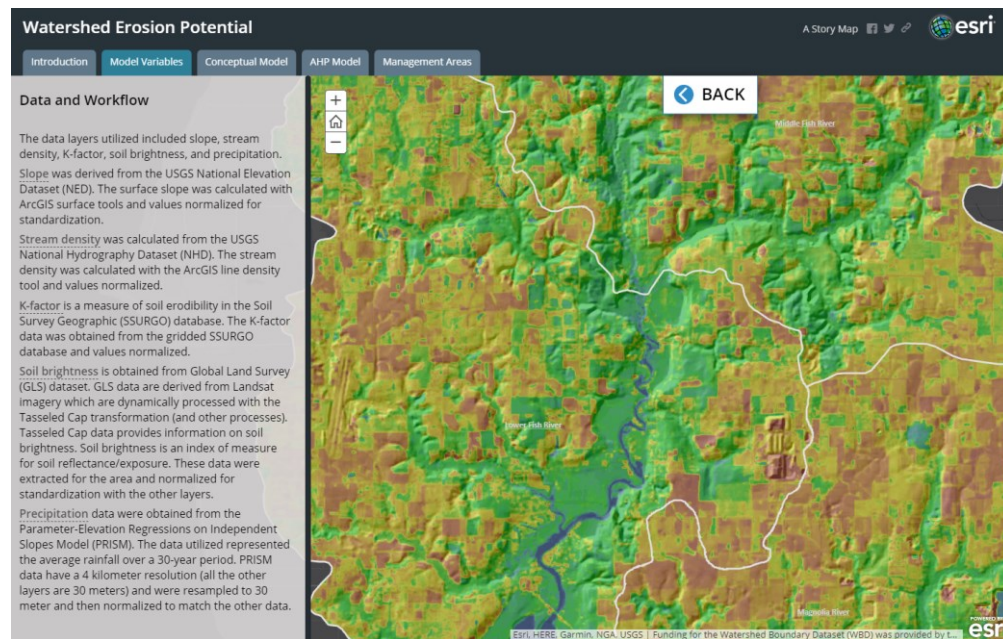 Watershed Erosion Potential
A Story Map
esri
Introduction
Model Variables
Conceptual Model
AHP Model
Management Areas
Data and Workflow
The data layers utilized included slope, stream
density, K-factor, soil brightness, and precipitation.
Slope was derived from the USGS National Elevation
Dataset (NED). The surface slope was calculated with
ArcGIS surface tools and values normalized for
standardization.
Stream density was calculated from the USGS
National Hydrography Dataset (NHD). The stream
density was calculated with the ArcGIS line density
tool and values normalized.
K-factor is a measure of soil erodibility in the Soil
Survey Geographic (SSURGO) database. The K-factor
data was obtained from the gridded SSURGO
database and values normalized.
Soil brightness is obtained from Global Land Survey
(GLS) dataset. GLS data are derived from Landsat
imagery which are dynamically processed with the
Tasseled Cap transformation (and other processes).
Tasseled Cap data provides information on soil
brightness. Soil brightness is an index of measure
for soil reflectance/exposure. These data were
extracted for the area and normalized for
standardization with the other layers.
Precipitation data were obtained from the
Parameter-Elevation Regressions on Independent
Slopes Model (PRISM). The data utilized represented
the average rainfall over a 30-year period. PRISM
data have a 4 kilometer resolution (all the other
layers are 30 meters) and were resampled to 30
meter and then normalized to match the other data.
+
−
BACK
Middle Fish River
Lower Fish River
Magnolia River
POWERED BY
esri
Esri, HERE, Garmin, NGA, USGS | Funding for the Watershed Boundary Dataset (WBD) was provided by t...